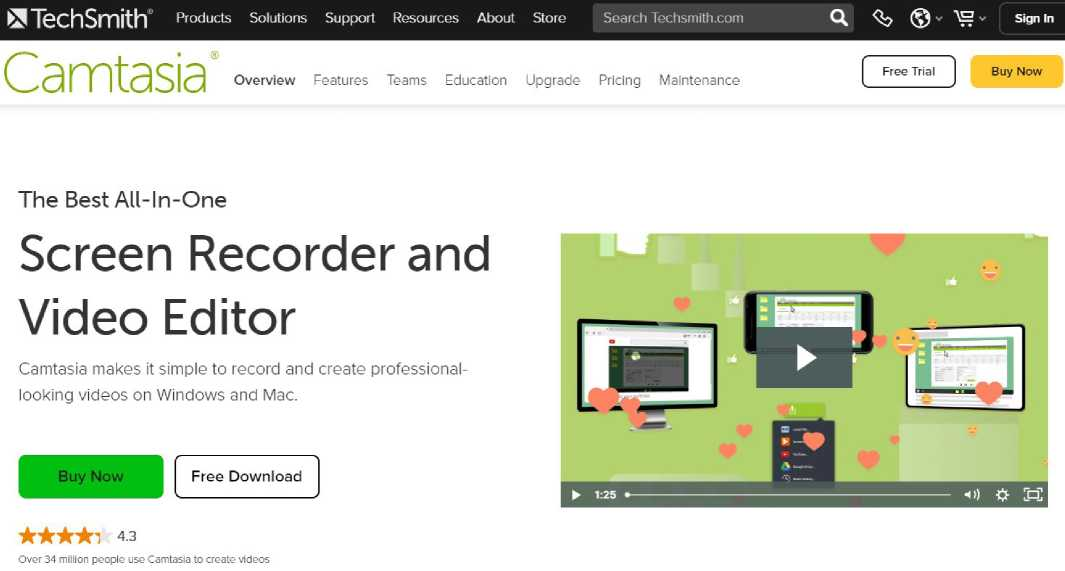 TechSmith®
Products Solutions Support Resources About Store
Search Techsmith.com
Sign In
Camtasia®
Overview Features Teams Education Upgrade Pricing Maintenance
Free Trial
Buy Now
The Best All-In-One
Screen Recorder and
Video Editor
Camtasia makes it simple to record and create professional-
looking videos on Windows and Mac.
Buy Now
Free Download
1:25
4.3
Over 34 million people use Camtasia to create videos